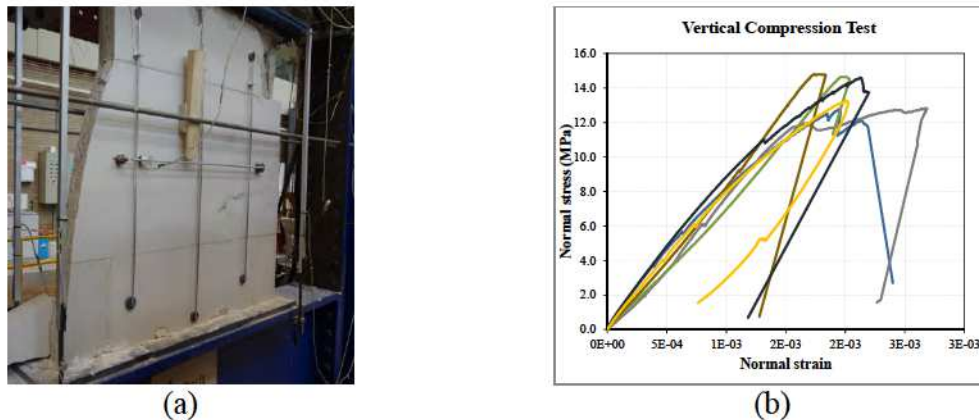 Vertical Compression Test
Normal stress (MPa)
16.0
14.0
12.0
10.0
8.0
6.0
4.0
2.0
0.0
0E+00 5E-04 1E-03 2E-03 2E-03 3E-03 3E-03
Normal strain
(a) (b)